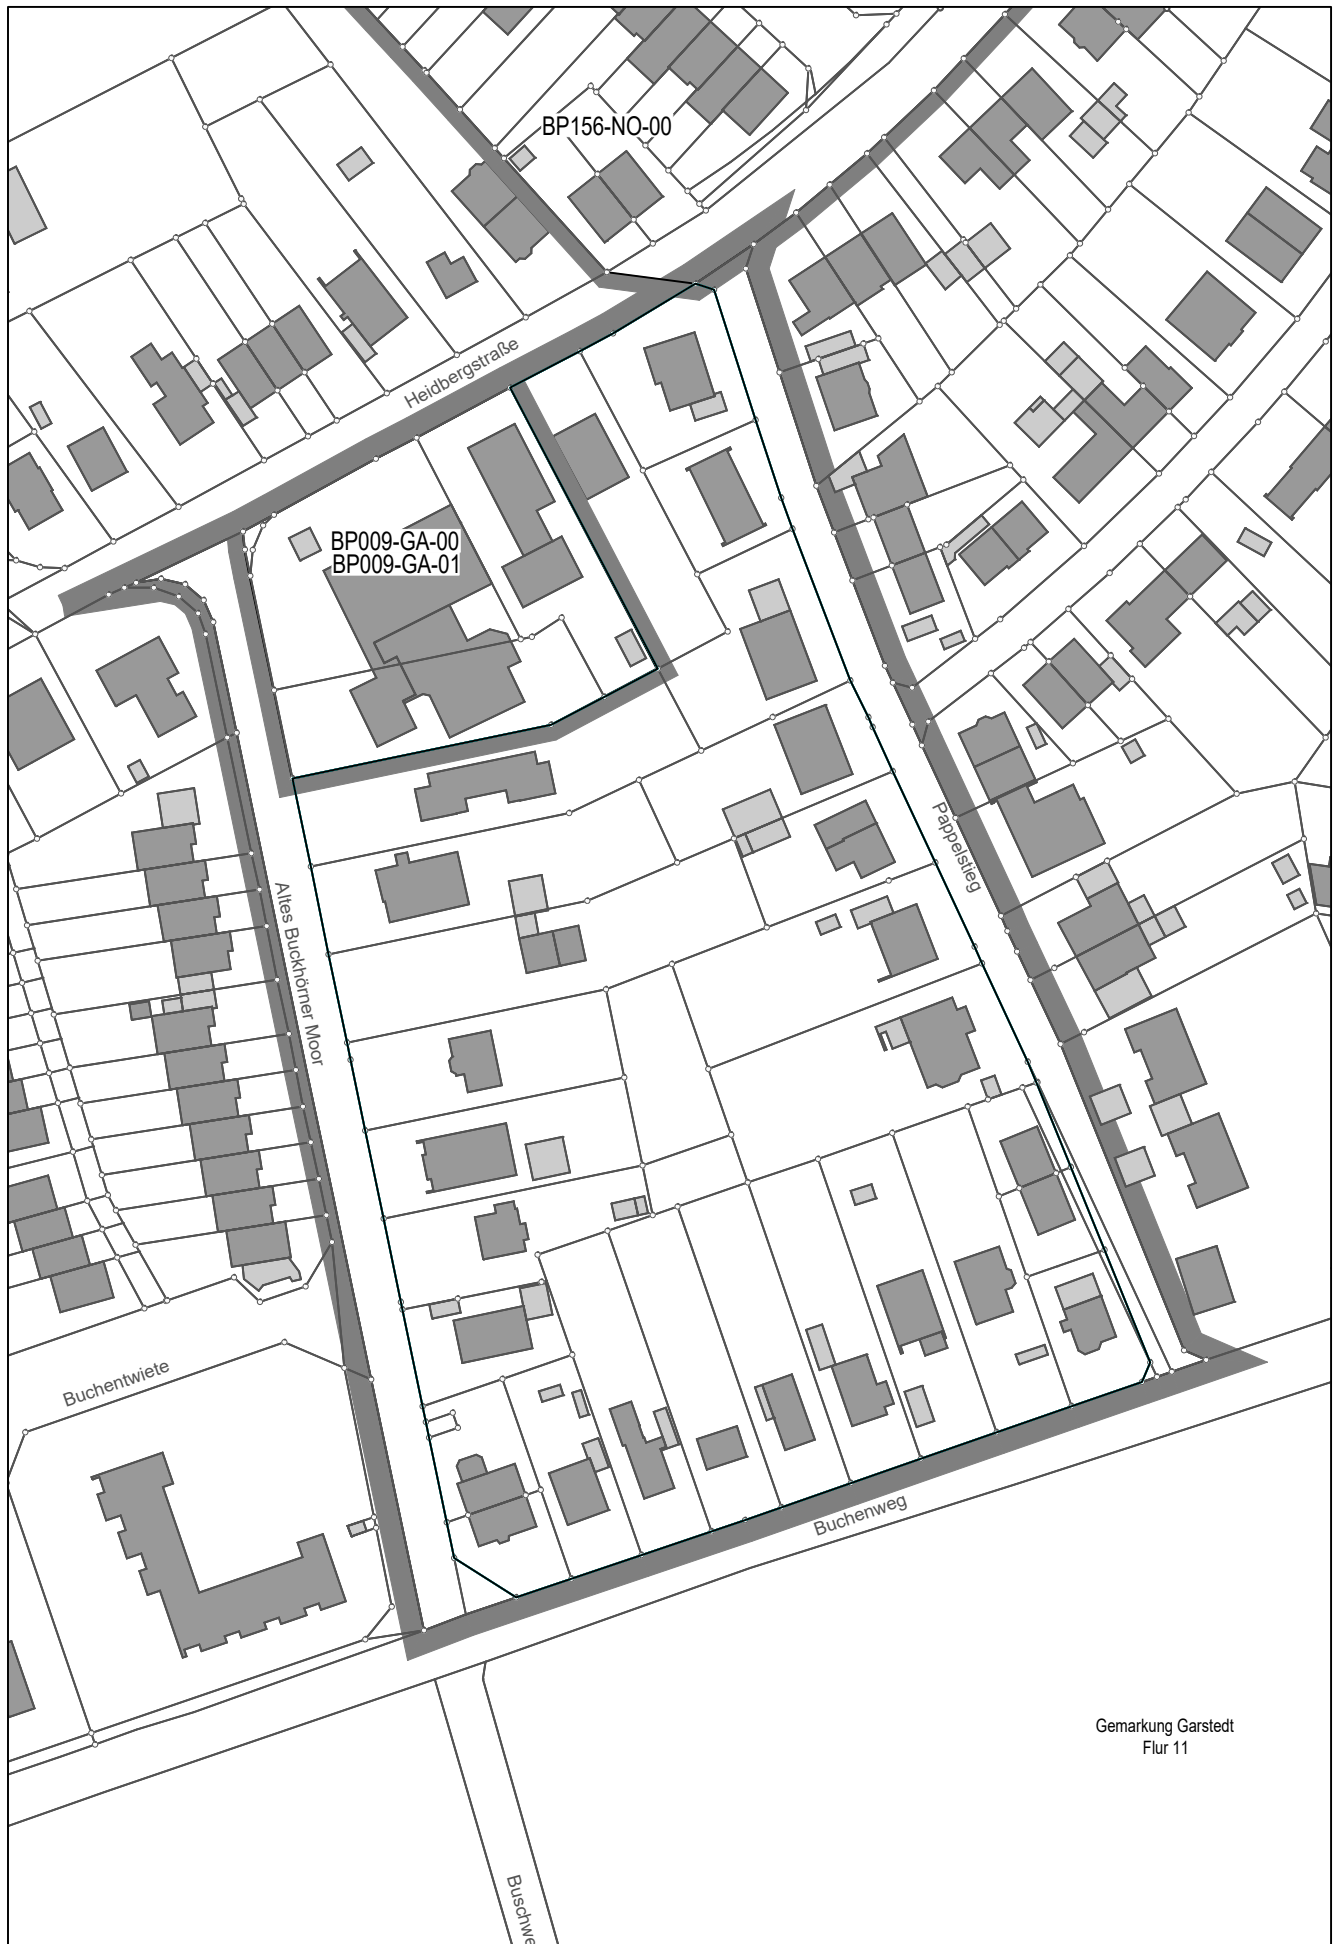 BP156-NO-00
Heidbergstraße
BP009-GA-00
BP009-GA-01
Pappelstieg
Altes Buckhörner Moor
Buchentwiete
Buchenweg
Gemarkung Garstedt
Flur 11
Buschwe